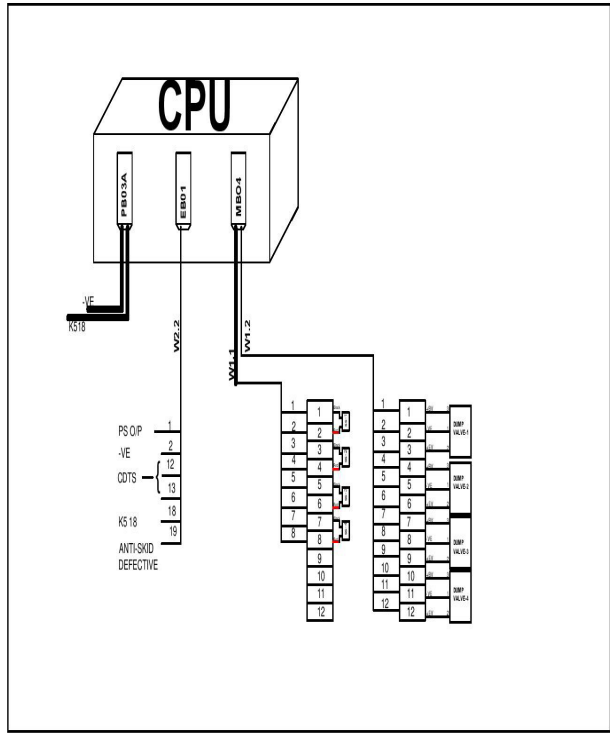 CPU
PB03A
EB01
MBO4
-VE
K518
W2.2
W1.1
W1.2
PS O/P
1
-VE
2
CDTS
12
13
K5 18
18
19
ANTI-SKID
DEFECTIVE
1
2
3
4
5
6
7
8
1
2
3
4
5
6
7
8
9
10
11
12
1
2
3
4
5
6
7
8
9
10
11
12
1
2
3
4
5
6
7
8
9
10
11
12
DUMP
VALVE-1
DUMP
VALVE-2
DUMP
VALVE-3
DUMP
VALVE-4